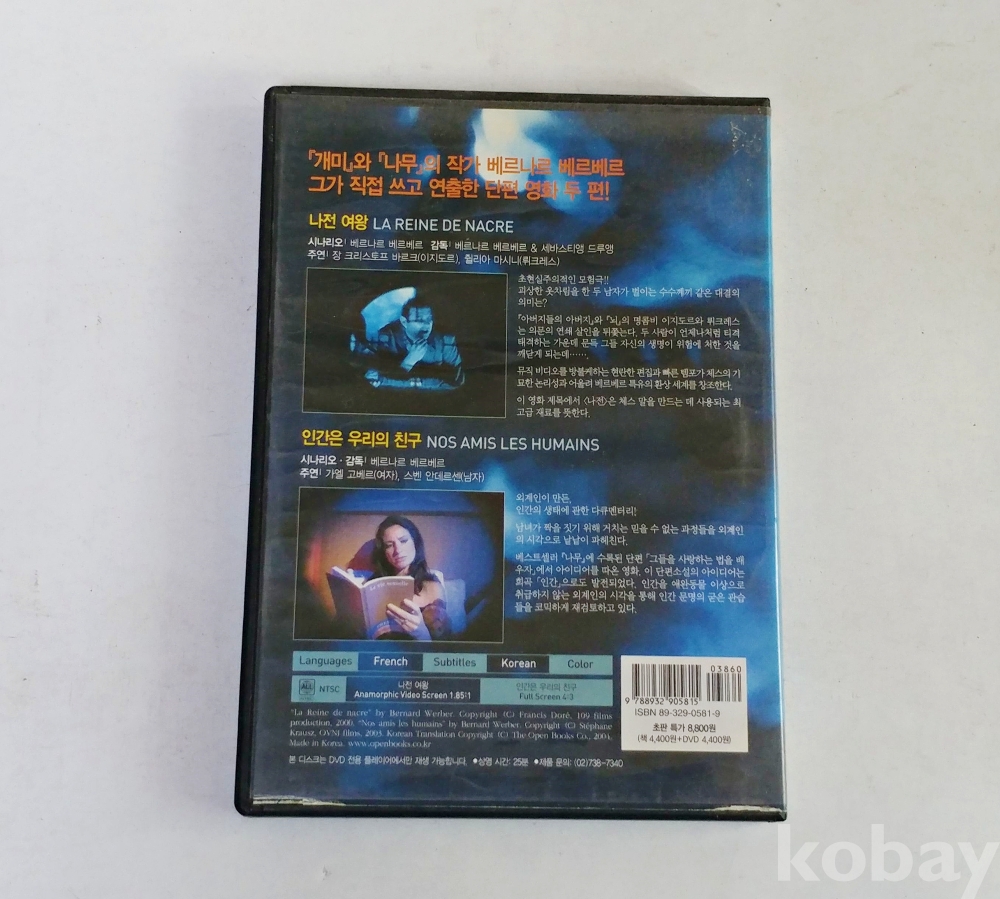 『개미』와 『나무』의 작가 베르나르 베르베르
그가 직접 쓰고 연출한 단편 영화 두 편!
나전 여왕 LA REINE DE NACRE
시나리오| 베르나르 베르베르 감독| 베르나르 베르베르 & 세바스티앵 드루앵
주연| 장 크리스토프 바르크(이지도르), 쥘리아 마시니(뤼크레스)
초현실주의적인 모험극!!
괴상한 옷차림을 한 두 남자가 벌이는 수수께끼 같은 대결의
의미는?
『아버지들의 아버지』와 『뇌』의 명콤비 이지도르와 뤼크레스
는 의문의 연쇄 살인을 뒤쫓는다. 두 사람이 언제나처럼 티격
태격하는 가운데 문득 그들 자신의 생명이 위험에 처한 것을
깨닫게 되는데……
뮤직 비디오를 방불케하는 현란한 편집과 빠른 템포가 체스의 기
묘한 논리성과 어울려 베르베르 특유의 환상 세계를 창조한다.
이 영화 제목에서 〈나전〉은 체스 말을 만드는 데 사용되는 최
고급 재료를 뜻한다.
인간은 우리의 친구 NOS AMIS LES HUMAINS
시나리오 · 감독| 베르나르 베르베르
주연| 가엘 고베르(여자), 스벤 안데르센(남자)
외계인이 만든,
인간의 생태에 관한 다큐멘터리!
남녀가 짝을 짓기 위해 거치는 믿을 수 없는 과정들을 외계인
의 시각으로 낱낱이 파헤친다.
베스트셀러 『나무』에 수록된 단편 「그들을 사랑하는 법을 배
우자」에서 아이디어를 따온 영화. 이 단편소설의 아이디어는
희곡 「인간」으로도 발전되었다. 인간을 애완동물 이상으로
취급하지 않는 외계인의 시각을 통해 인간 문명의 굳은 관습
들을 코믹하게 재검토하고 있다.
Languages French Subtitles Korean Color
ALL NTSC 나전 여왕 Anamorphic Video Screen 1.85:1 인간은 우리의 친구 Full Screen 4:3
"La Reine de nacre" by Bernard Werber. Copyright (C) Francis Doré, 109 films
production, 2000. "Nos amis les humains" by Bernard Werber. Copyright (C) Stéphane
Krausz, OVNI films, 2003. Korean Translation Copyright (C) The Open Books Co., 2004.
Made in Korea. www.openbooks.co.kr
본 디스크는 DVD 전용 플레이어에서만 재생 가능합니다. ●상영 시간: 25분 ●제품 문의: (02)738-7340
03860
9 788932 905815
ISBN 89-329-0581-9
초판 특가 8,800원
(책 4,400원+DVD 4,400원)
kobay